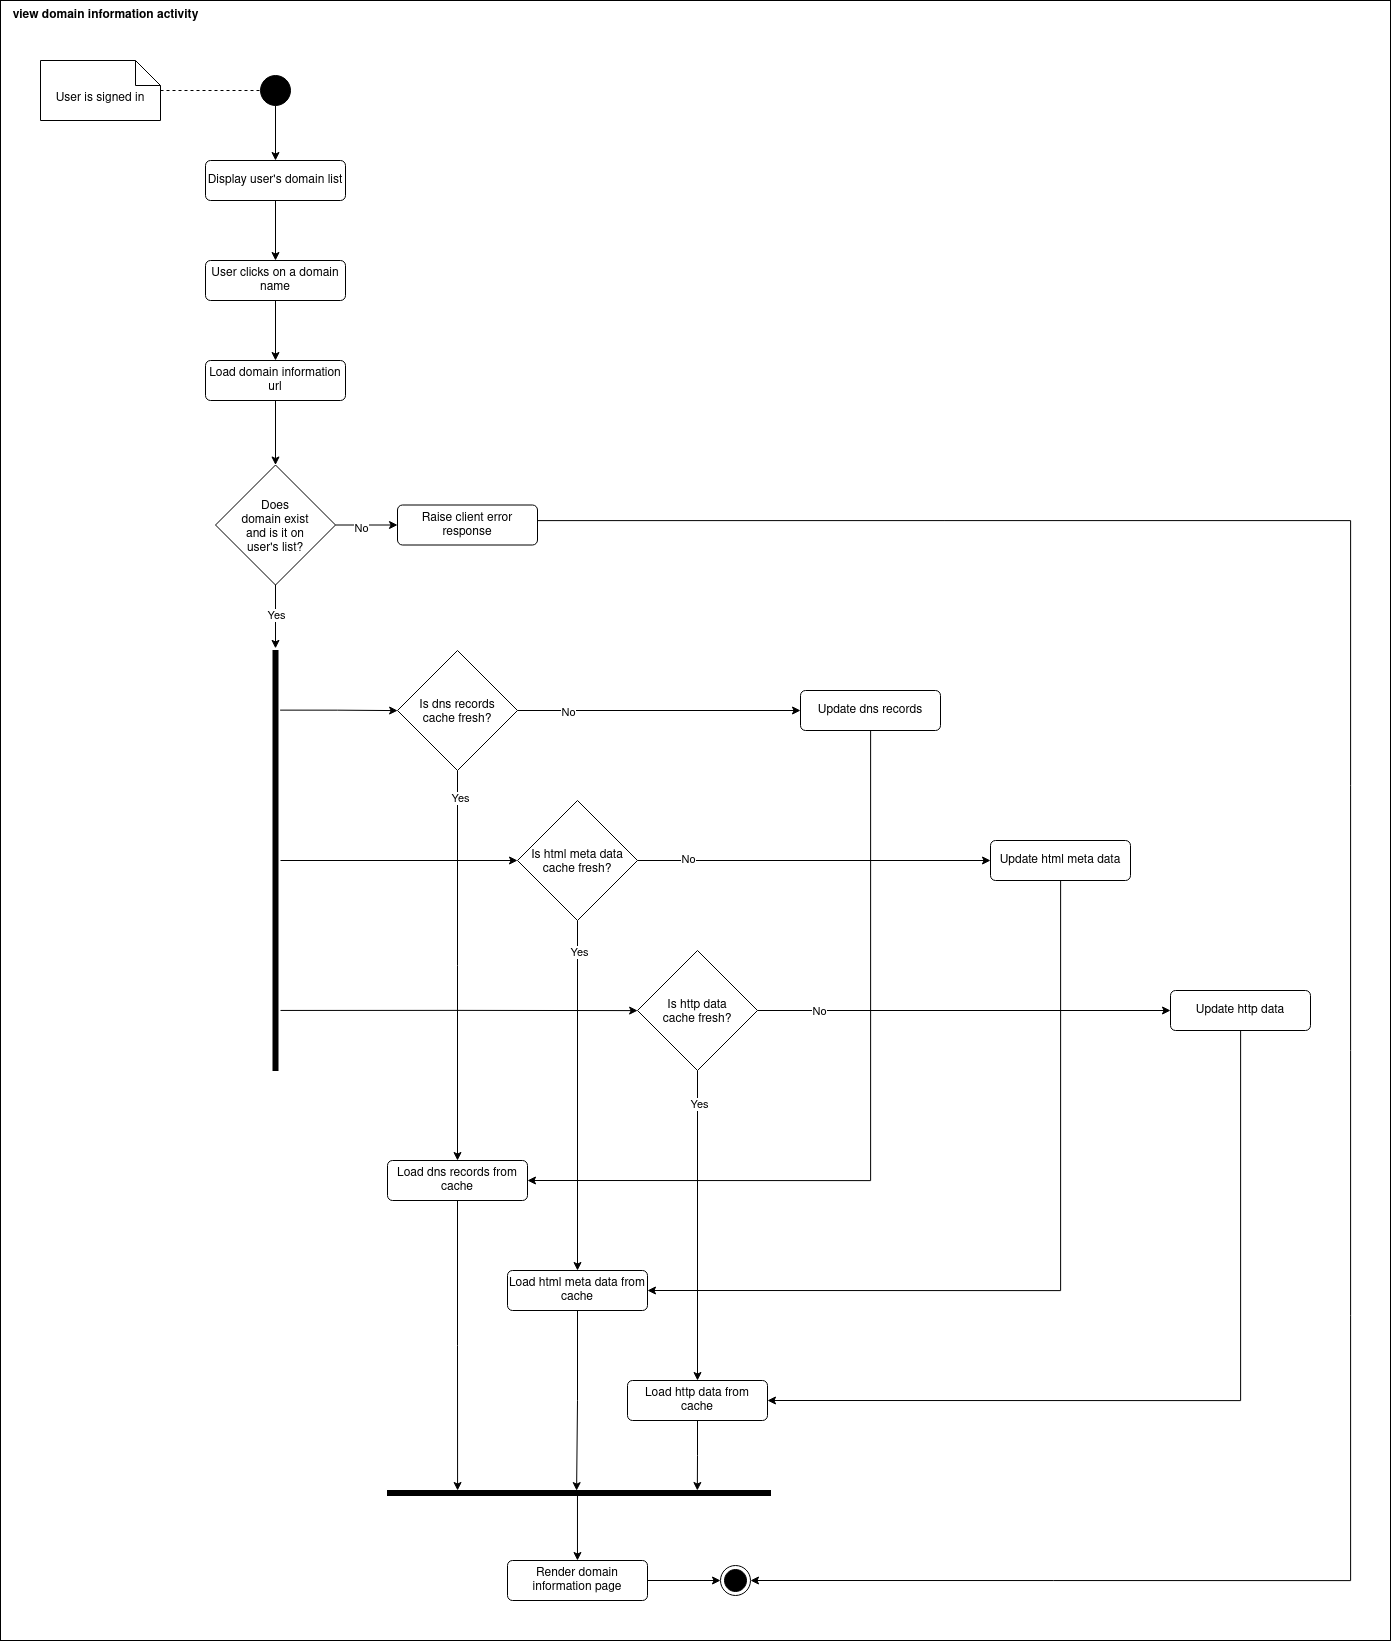 view domain information activity
User is signed in
Display user's domain list
User clicks on a domain
name
Load domain information
url
Does
domain exist
and is it on
user's list?
No
Raise client error
response
Yes
Is dns records
cache fresh?
No
Update dns records
Yes
Is html meta data
cache fresh?
No
Update html meta data
Yes
Is http data
cache fresh?
No
Update http data
Yes
Load dns records from
cache
Load html meta data from
cache
Load http data from
cache
Render domain
information page